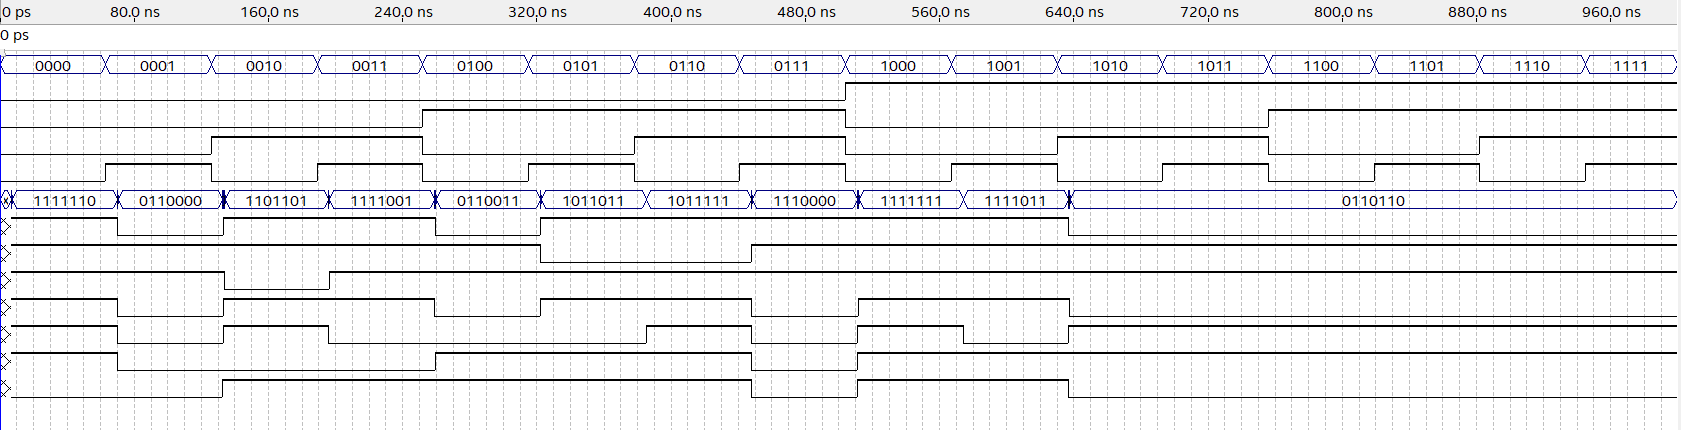 0 ps 80.0 ns 160.0 ns 240.0 ns 320.0 ns 400.0 ns 480.0 ns 560.0 ns 640.0 ns 720.0 ns 800.0 ns 880.0 ns 960.0 ns
0 ps
0000 0001 0010 0011 0100 0101 0110 0111 1000 1001 1010 1011 1100 1101 1110 1111
1111110 0110000 1101101 1111001 0110011 1011011 1011111 1110000 1111111 1111011 0110110